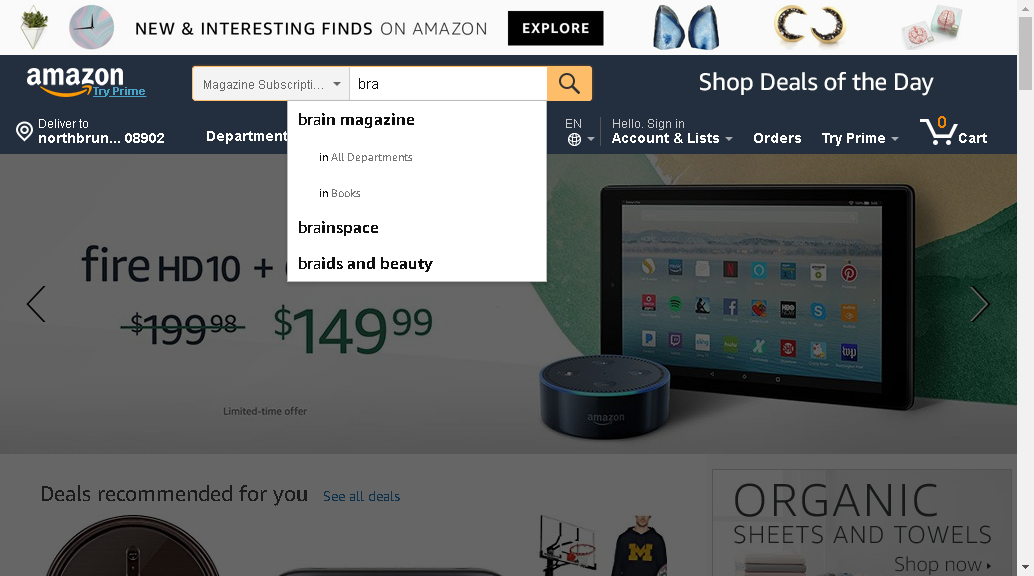 NEW & INTERESTING FINDS ON AMAZON EXPLORE
amazon
Try Prime
Magazine Subscripti...
bra
Shop Deals of the Day
Deliver to
northbrun... 08902
Department
EN
Hello. Sign in
Account & Lists
Orders
Try Prime
0
Cart
brain magazine
in All Departments
in Books
brainspace
braids and beauty
fire HD10 +
$199.98 $149 99
Limited-time offer
amazon
Deals recommended for you See all deals
ORGANIC
SHEETS AND TOWELS
Shop now